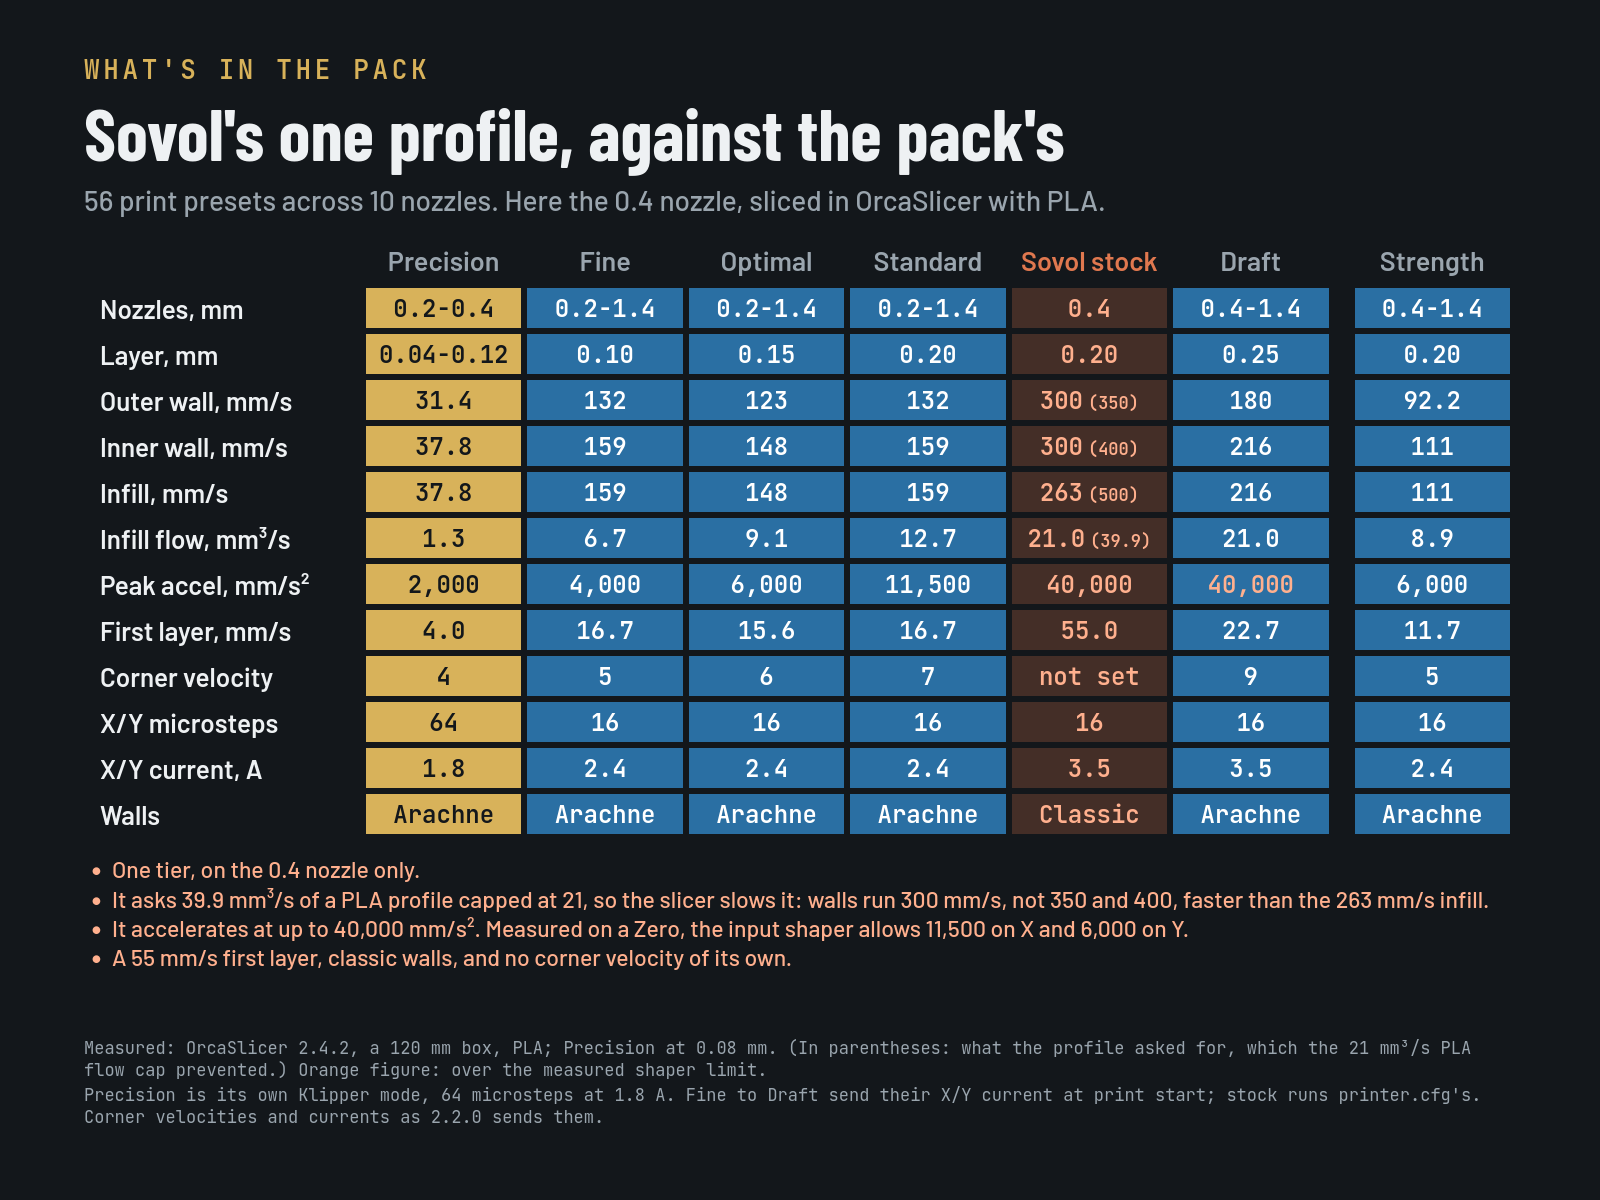 WHAT'S IN THE PACK
Sovol's one profile, against the pack's
56 print presets across 10 nozzles. Here the 0.4 nozzle, sliced in OrcaSlicer with PLA.
Precision Fine Optimal Standard Sovol stock Draft Strength
Nozzles, mm 0.2-0.4 0.2-1.4 0.2-1.4 0.2-1.4 0.4 0.4-1.4 0.4-1.4
Layer, mm 0.04-0.12 0.10 0.15 0.20 0.20 0.25 0.20
Outer wall, mm/s 31.4 132 123 132 300 (350) 180 92.2
Inner wall, mm/s 37.8 159 148 159 300 (400) 216 111
Infill, mm/s 37.8 159 148 159 263 (500) 216 111
Infill flow, mm³/s 1.3 6.7 9.1 12.7 21.0 (39.9) 21.0 8.9
Peak accel, mm/s² 2,000 4,000 6,000 11,500 40,000 40,000 6,000
First layer, mm/s 4.0 16.7 15.6 16.7 55.0 22.7 11.7
Corner velocity 4 5 6 7 not set 9 5
X/Y microsteps 64 16 16 16 16 16 16
X/Y current, A 1.8 2.4 2.4 2.4 3.5 3.5 2.4
Walls Arachne Arachne Arachne Arachne Classic Arachne Arachne
• One tier, on the 0.4 nozzle only.
• It asks 39.9 mm³/s of a PLA profile capped at 21, so the slicer slows it: walls run 300 mm/s, not 350 and 400, faster than the 263 mm/s infill.
• It accelerates at up to 40,000 mm/s². Measured on a Zero, the input shaper allows 11,500 on X and 6,000 on Y.
• A 55 mm/s first layer, classic walls, and no corner velocity of its own.
Measured: OrcaSlicer 2.4.2, a 120 mm box, PLA; Precision at 0.08 mm. (In parentheses: what the profile asked for, which the 21 mm³/s PLA
flow cap prevented.) Orange figure: over the measured shaper limit.
Precision is its own Klipper mode, 64 microsteps at 1.8 A. Fine to Draft send their X/Y current at print start; stock runs printer.cfg's.
Corner velocities and currents as 2.2.0 sends them.